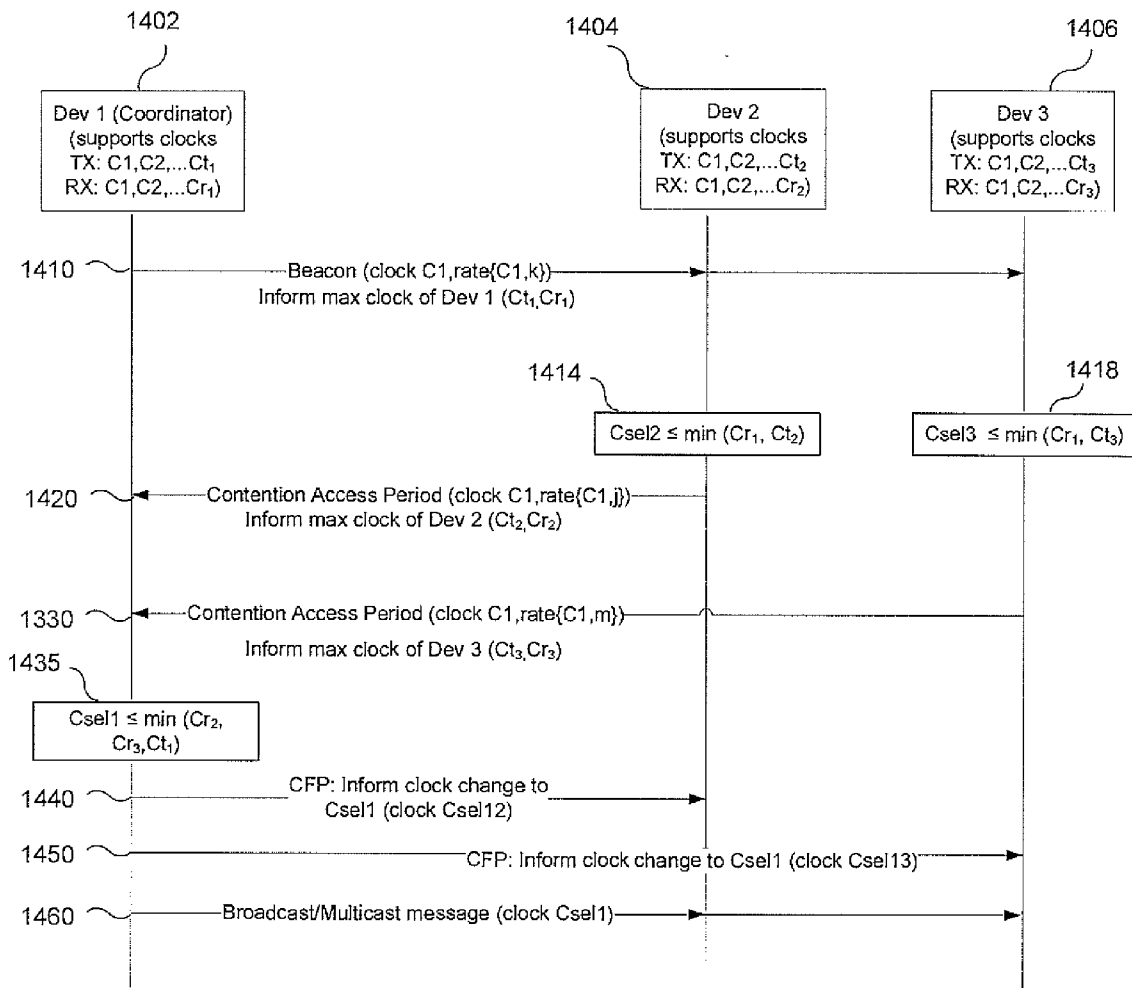 1402
1404
1406
Dev 1 (Coordinator)
(supports clocks
TX: C1,C2,...Ct₁
RX: C1,C2,...Cr₁)
Dev 2
(supports clocks
TX: C1,C2,...Ct₂
RX: C1,C2,...Cr₂)
Dev 3
(supports clocks
TX: C1,C2,...Ct₃
RX: C1,C2,...Cr₃)
1410
Beacon (clock C1,rate{C1,k})
Inform max clock of Dev 1 (Ct₁,Cr₁)
1414
1418
Csel2 ≤ min (Cr₁, Ct₂)
Csel3 ≤ min (Cr₁, Ct₃)
1420
Contention Access Period (clock C1,rate{C1,j})
Inform max clock of Dev 2 (Ct₂,Cr₂)
1330
Contention Access Period (clock C1,rate{C1,m})
Inform max clock of Dev 3 (Ct₃,Cr₃)
1435
Csel1 ≤ min (Cr₂,
Cr₃,Ct₁)
1440
CFP: Inform clock change to
Csel1 (clock Csel12)
1450
CFP: Inform clock change to Csel1 (clock Csel13)
1460
Broadcast/Multicast message (clock Csel1)